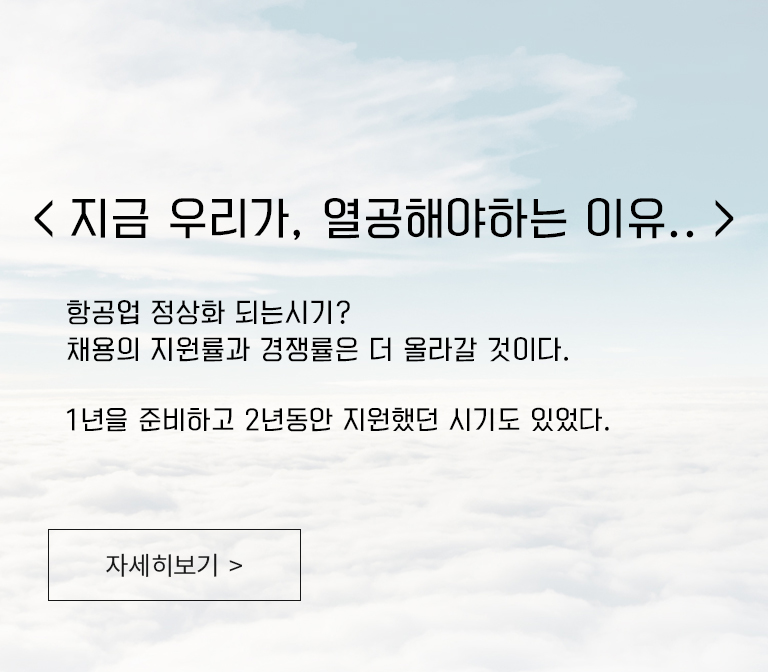 < 지금 우리가, 열공해야하는 이유.. >
항공업 정상화 되는시기?
채용의 지원률과 경쟁률은 더 올라갈 것이다.
1년을 준비하고 2년동안 지원했던 시기도 있었다.
자세히보기 >